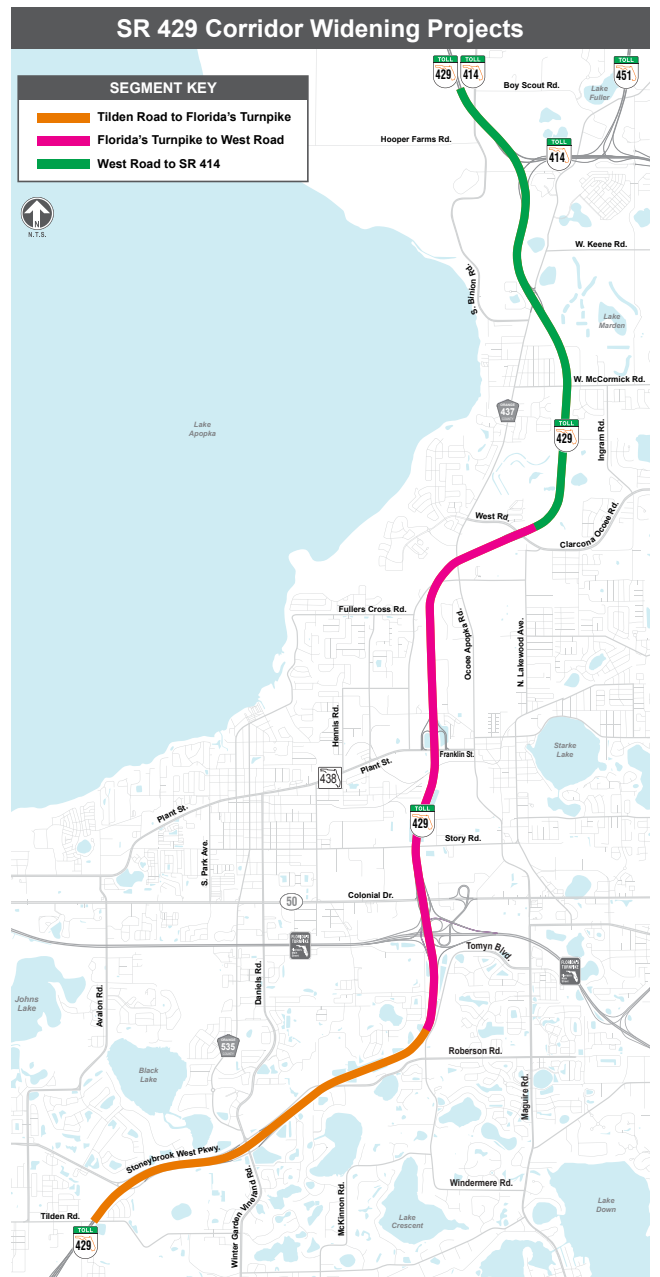 SR 429 Corridor Widening Projects
SEGMENT KEY
Tilden Road to Florida's Turnpike
Florida's Turnpike to West Road
West Road to SR 414
N
N.T.S.
TOLL
429
TOLL
414
TOLL
451
Boy Scout Rd.
Lake
Fuller
Hooper Farms Rd.
TOLL
414
W. Keene Rd.
S. Binion Rd.
Lake
Marden
W. McCormick Rd.
437
Lake
Apopka
TOLL
429
Ingram Rd.
West Rd.
Clarcona Ocoee Rd.
Fullers Cross Rd.
Ocoee Apopka Rd.
N. Lakewood Ave.
Hennis Rd.
Franklin St.
Starke
Lake
Plant St.
438
Plant St.
TOLL
429
Story Rd.
S. Park Ave.
Colonial Dr.
50
Tomyn Blvd.
Daniels Rd.
Avalon Rd.
Johns
Lake
535
Roberson Rd.
Black
Lake
Maguire Rd.
Stoneybrook West Pkwy.
Winter Garden Vineland Rd.
McKinnon Rd.
Windermere Rd.
Lake
Down
Lake
Crescent
Tilden Rd.
TOLL
429